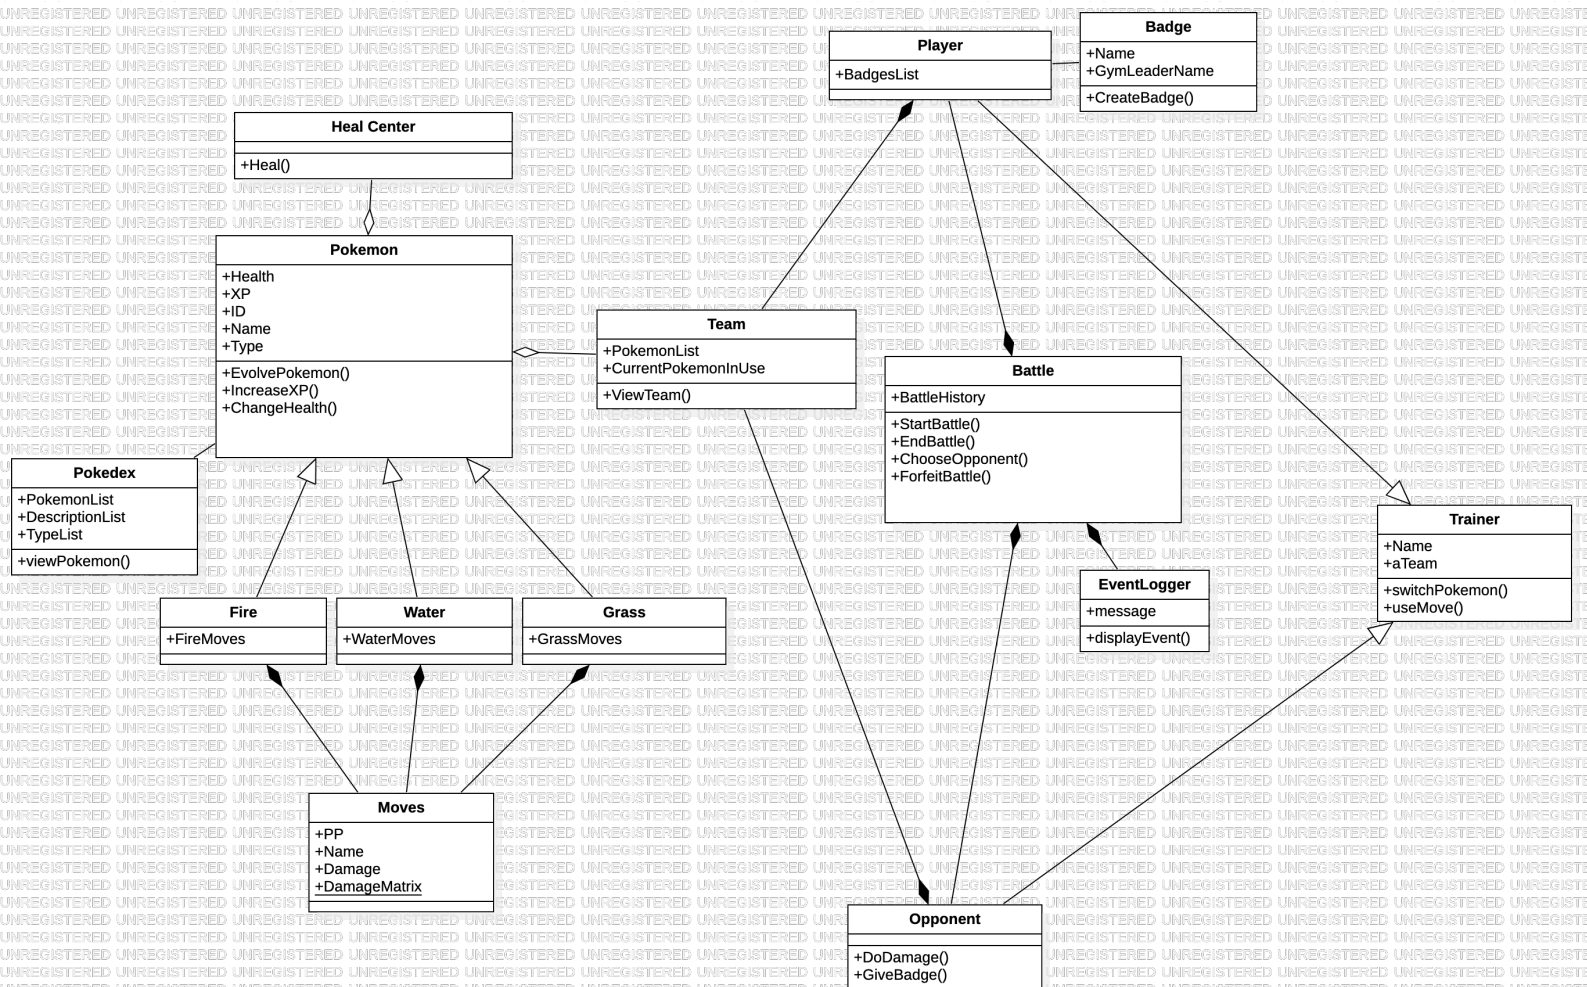 Player
+BadgesList
Badge
+Name
+GymLeaderName
+CreateBadge()
Heal Center
+Heal()
Pokemon
+Health
+XP
+ID
+Name
+Type
+EvolvePokemon()
+IncreaseXP()
+ChangeHealth()
Team
+PokemonList
+CurrentPokemonInUse
+ViewTeam()
Battle
+BattleHistory
+StartBattle()
+EndBattle()
+ChooseOpponent()
+ForfeitBattle()
Pokedex
+PokemonList
+DescriptionList
+TypeList
+viewPokemon()
Trainer
+Name
+aTeam
+switchPokemon()
+useMove()
EventLogger
+message
+displayEvent()
Fire
+FireMoves
Water
+WaterMoves
Grass
+GrassMoves
Moves
+PP
+Name
+Damage
+DamageMatrix
Opponent
+DoDamage()
+GiveBadge()
UNREGISTERED